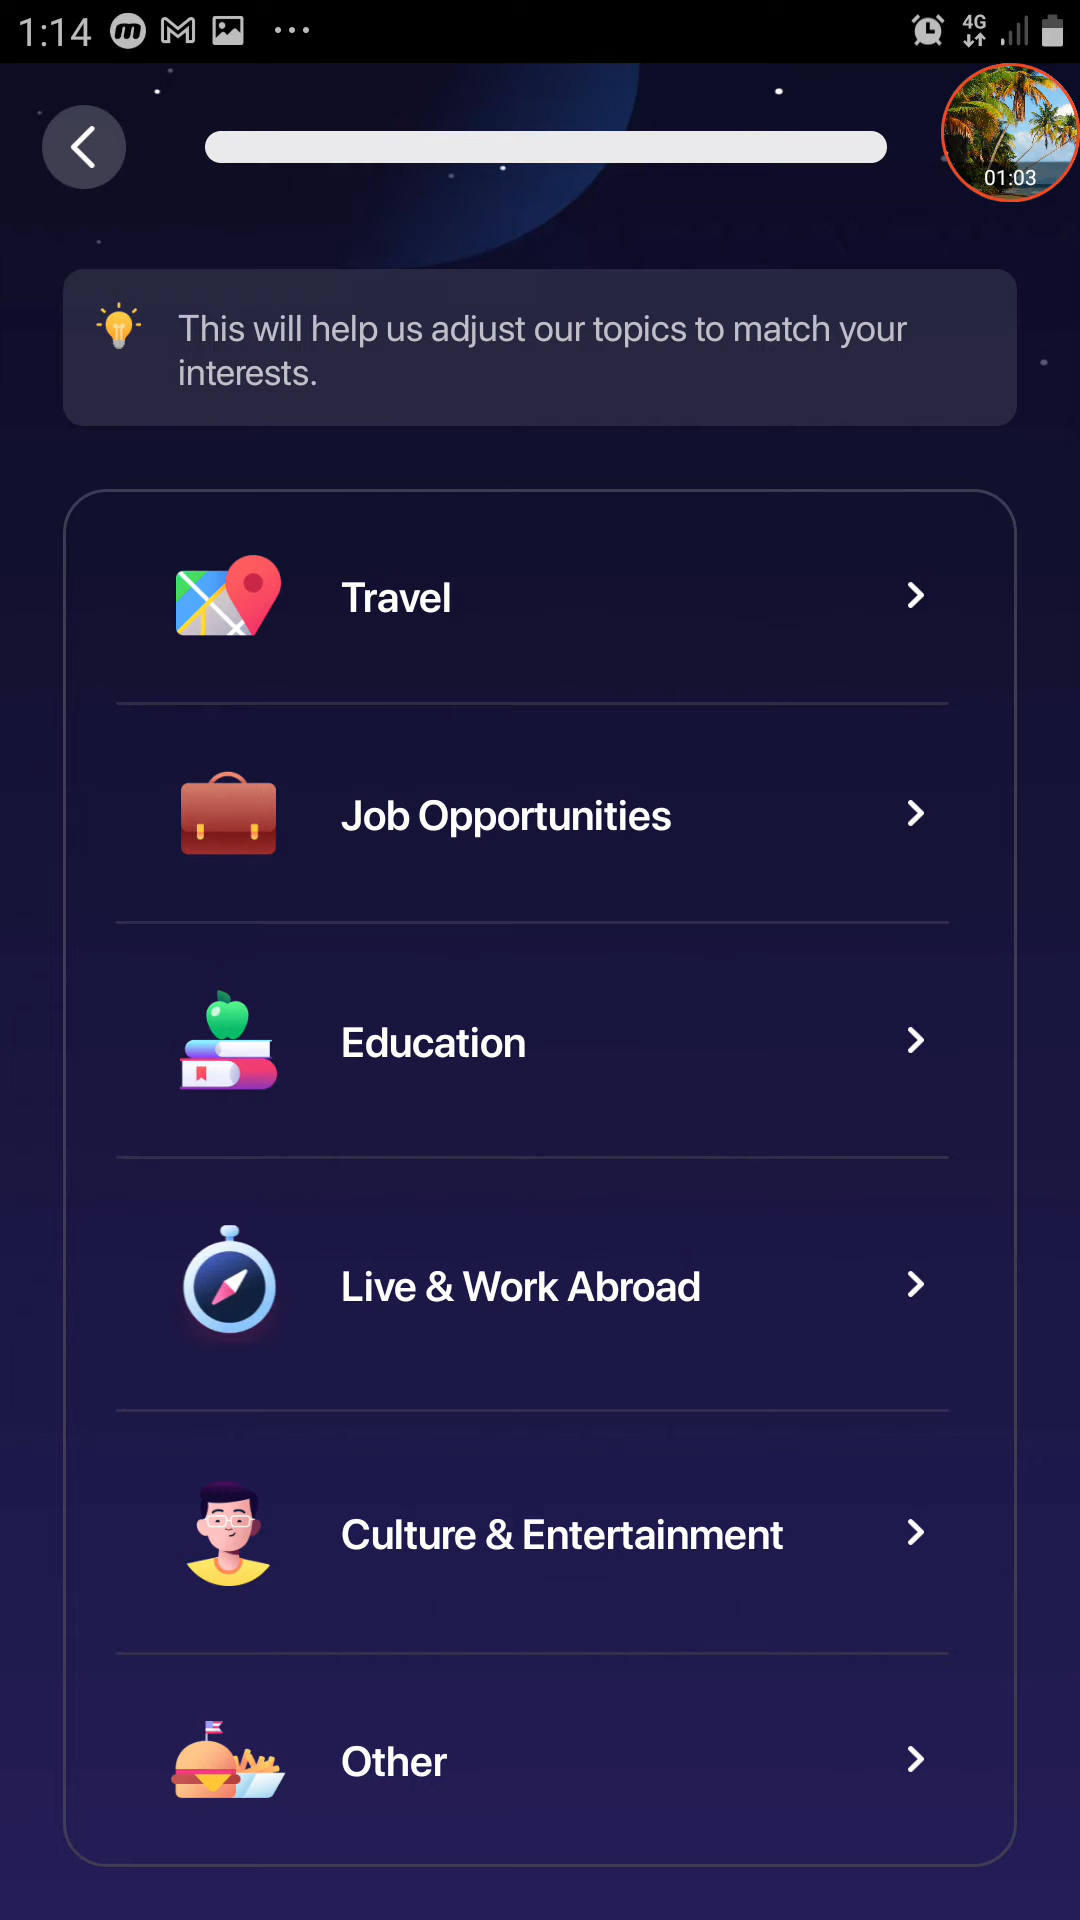 1:14
4G
01:03
This will help us adjust our topics to match your
interests.
Travel
Job Opportunities
Education
Live & Work Abroad
Culture & Entertainment
Other